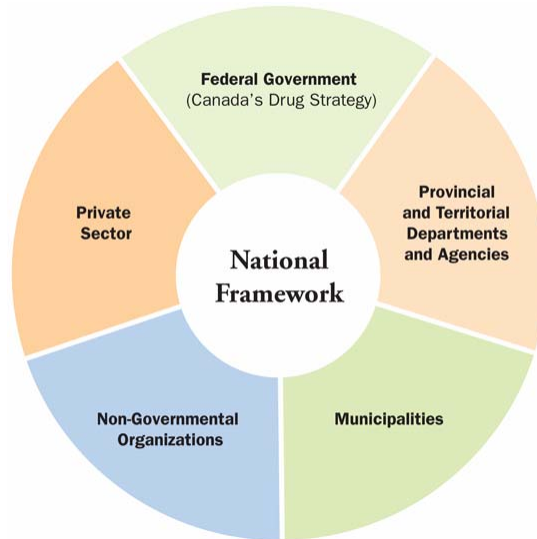 Federal Government
(Canada's Drug Strategy)
Provincial
and Territorial
Departments
and Agencies
Private
Sector
National
Framework
Non-Governmental
Organizations
Municipalities